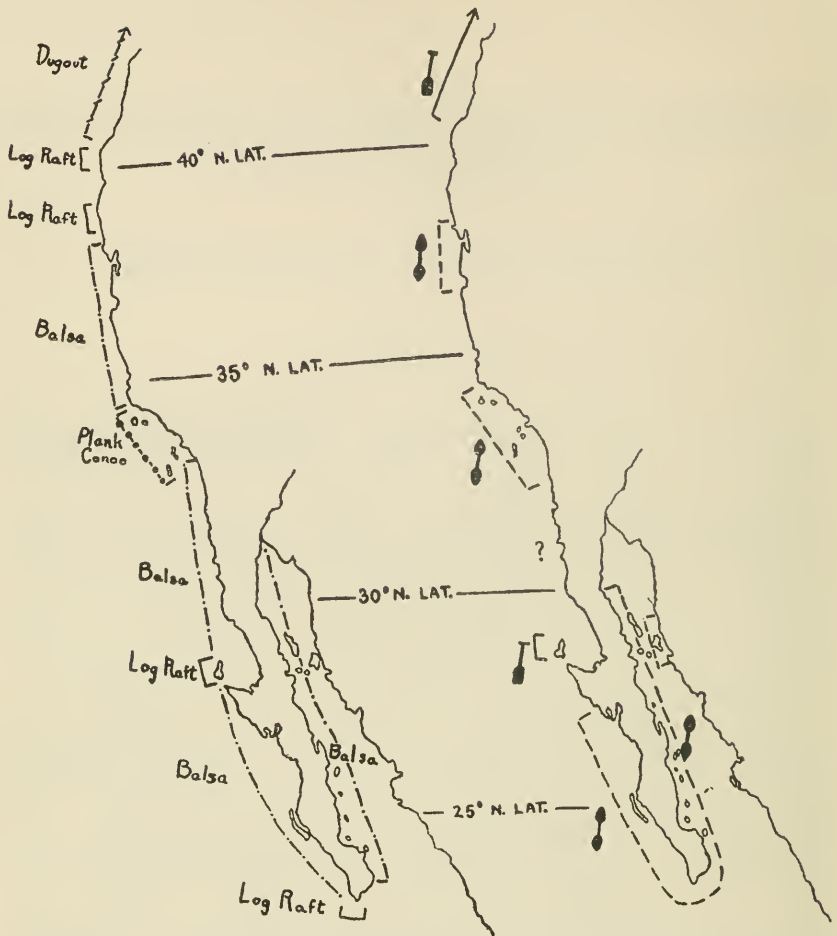 Dugout
Log Raft
40° N. LAT.
Log Raft
Balsa
35° N. LAT.
Plank
Canoe
Balsa
?
30° N. LAT.
Log Raft
Balsa
Balsa
25° N. LAT.
Log Raft